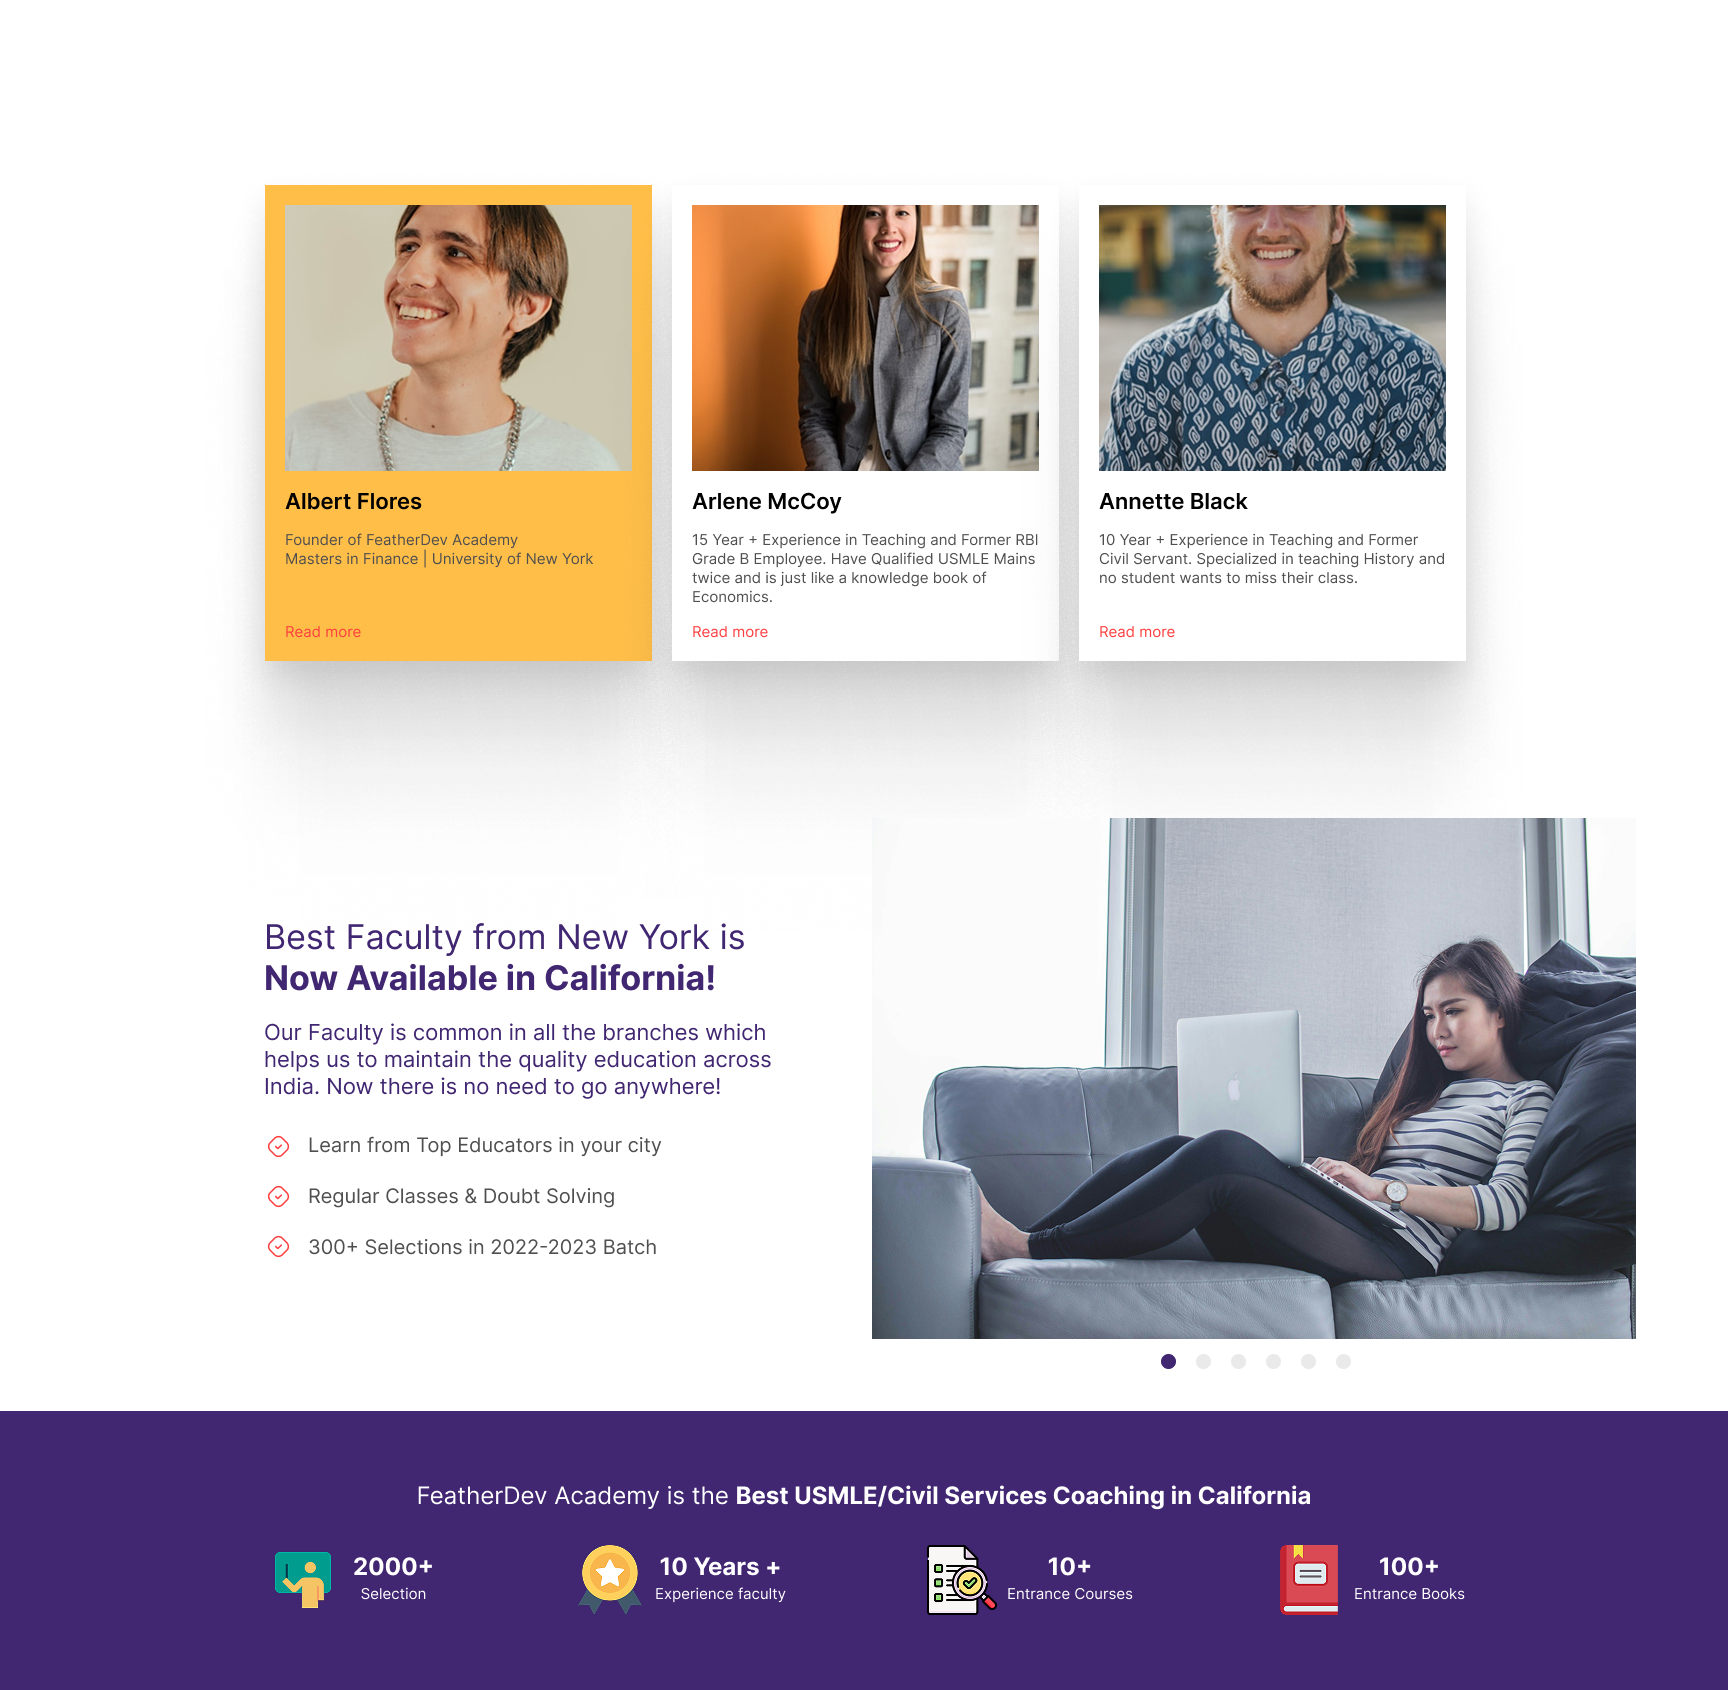 Albert Flores
Founder of FeatherDev Academy
Masters in Finance | University of New York
Read more
Arlene McCoy
15 Year + Experience in Teaching and Former RBI
Grade B Employee. Have Qualified USMLE Mains
twice and is just like a knowledge book of
Economics.
Read more
Annette Black
10 Year + Experience in Teaching and Former
Civil Servant. Specialized in teaching History and
no student wants to miss their class.
Read more
Best Faculty from New York is
Now Available in California!
Our Faculty is common in all the branches which
helps us to maintain the quality education across
India. Now there is no need to go anywhere!
Learn from Top Educators in your city
Regular Classes & Doubt Solving
300+ Selections in 2022-2023 Batch
FeatherDev Academy is the Best USMLE/Civil Services Coaching in California
2000+
Selection
10 Years +
Experience faculty
10+
Entrance Courses
100+
Entrance Books